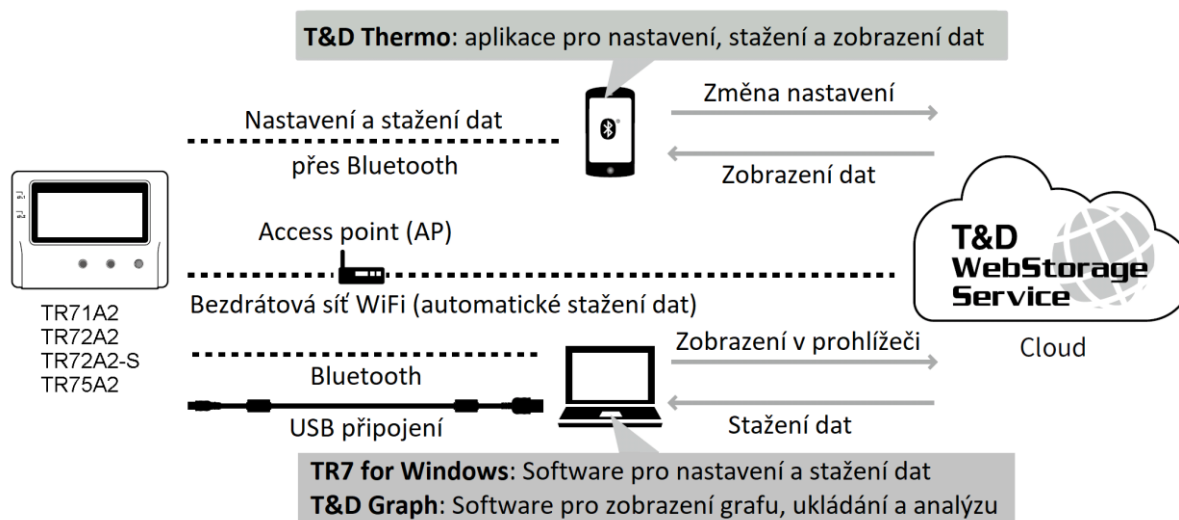 T&D Thermo: aplikace pro nastavení, stažení a zobrazení dat
Nastavení a stažení dat
přes Bluetooth
Změna nastavení
Zobrazení dat
Access point (AP)
Bezdrátová síť WiFi (automatické stažení dat)
T&D
WebStorage
Service
Cloud
TR71A2
TR72A2
TR72A2-S
TR75A2
Bluetooth
USB připojení
Zobrazení v prohlížeči
Stažení dat
TR7 for Windows: Software pro nastavení a stažení dat
T&D Graph: Software pro zobrazení grafu, ukládání a analýzu